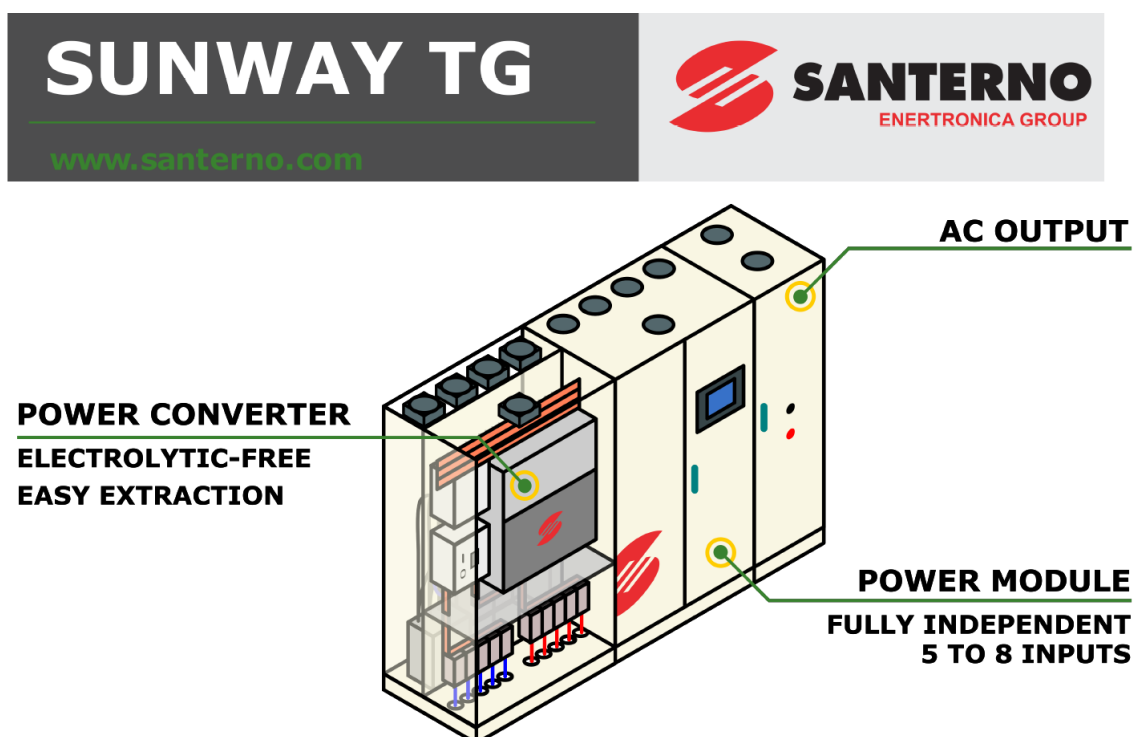 SUNWAY TG
www.santerno.com
SANTERNO
ENERTRONICA GROUP
AC OUTPUT
POWER CONVERTER
ELECTROLYTIC-FREE
EASY EXTRACTION
POWER MODULE
FULLY INDEPENDENT
5 TO 8 INPUTS